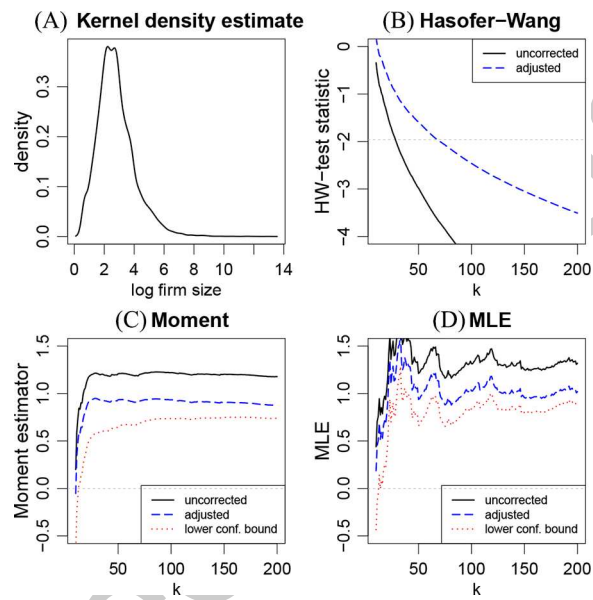 (A) Kernel density estimate
density
0.0 0.1 0.2 0.3
0 2 4 6 8 10 14
log firm size
(B) Hasofer−Wang
HW−test statistic
0 −1 −2 −3 −4
uncorrected
adjusted
50 100 150 200
k
(C) Moment
Moment estimator
−0.5 0.0 0.5 1.0 1.5
uncorrected
adjusted
lower conf. bound
50 100 150 200
k
(D) MLE
MLE
−0.5 0.0 0.5 1.0 1.5
uncorrected
adjusted
lower conf. bound
50 100 150 200
k